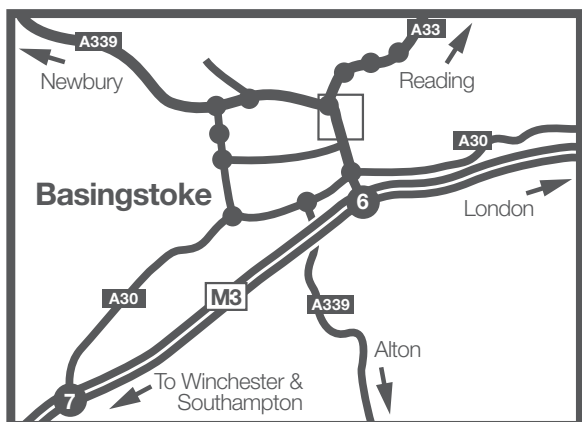 A33
A339
Newbury
Reading
A30
Basingstoke
6
London
M3
A30
A339
Alton
To Winchester &
Southampton
7